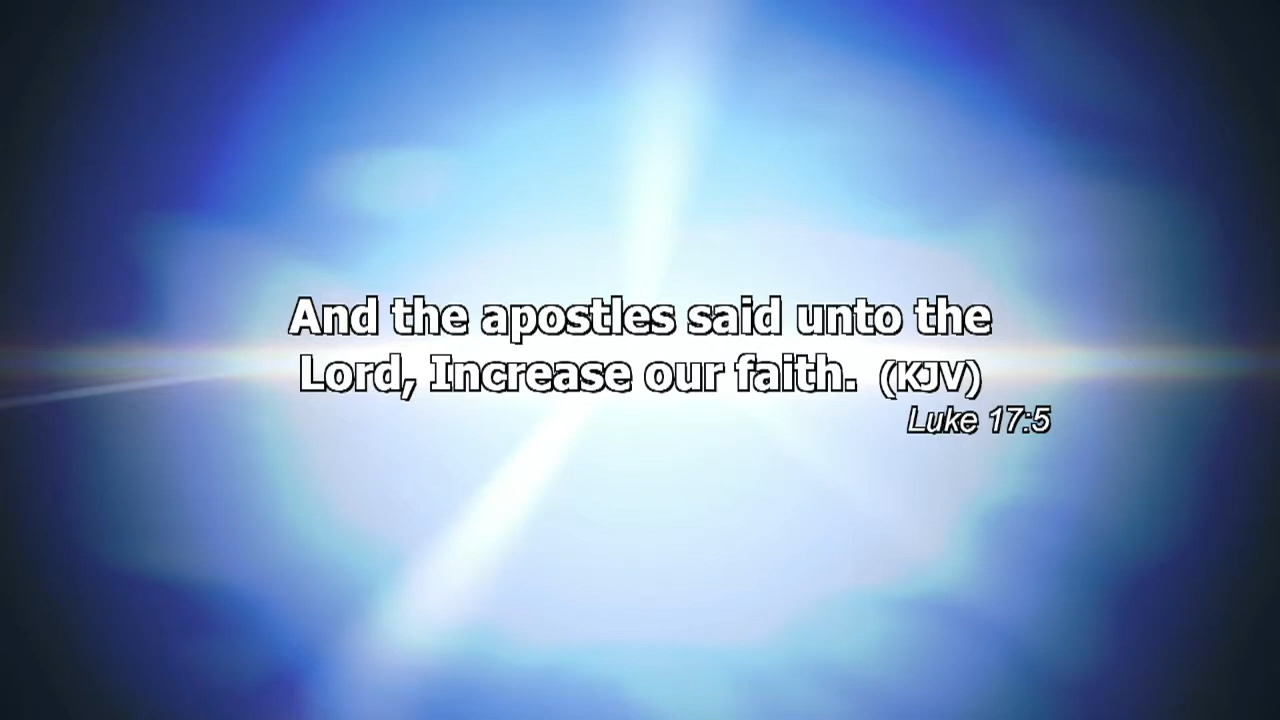 And the apostles said unto the
Lord, Increase our faith. (KJV)
Luke 17:5